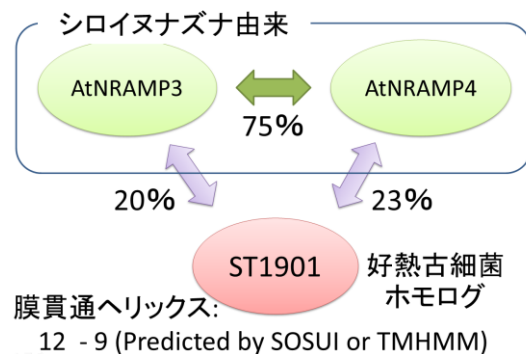 シロイヌナズナ由来
AtNRAMP3
AtNRAMP4
75%
20%
23%
ST1901
好熱古細菌
ホモログ
膜貫通ヘリックス:
12 - 9 (Predicted by SOSUI or TMHMM)